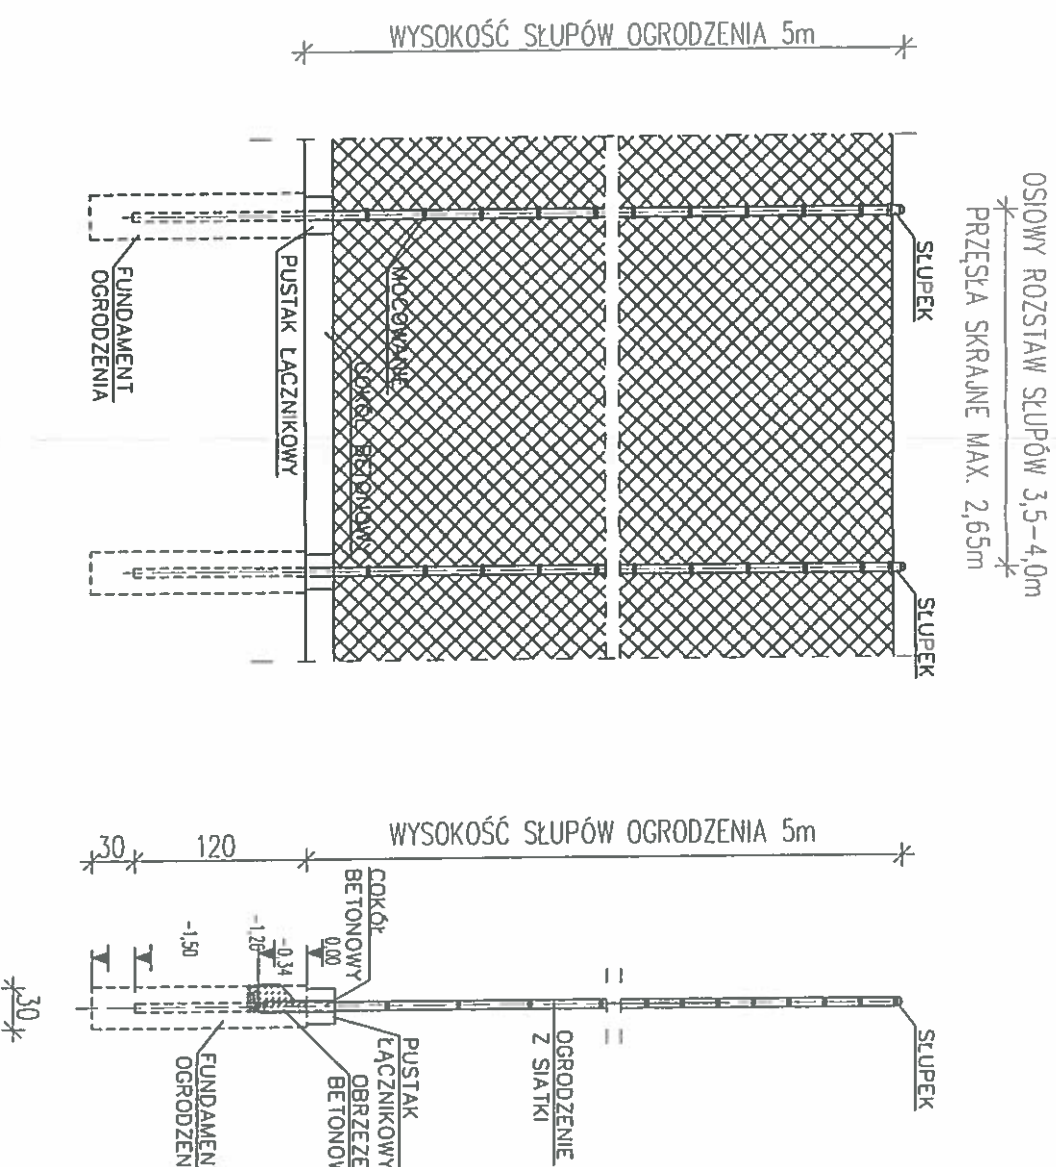 WYSOKOŚĆ SŁUPÓW OGRODZENIA 5m
OSIOWY ROZSTAW SŁUPÓW 3,5-4,0m
PRZĘSŁA SKRAJNE MAX. 2,65m
SŁUPEK
SŁUPEK
MOCOWANIE
COKÓŁ BETONOWY
PUSTAK ŁĄCZNIKOWY
FUNDAMENT
OGRODZENIA
WYSOKOŚĆ SŁUPÓW OGRODZENIA 5m
120
30
SŁUPEK
OGRODZENIE
Z SIATKI
COKÓŁ
BETONOWY
PUSTAK
ŁĄCZNIKOWY
OBRZEŻE
BETONOW
0,00
-0,34
-1,20
-1,50
FUNDAMEN
OGRODZEN
30